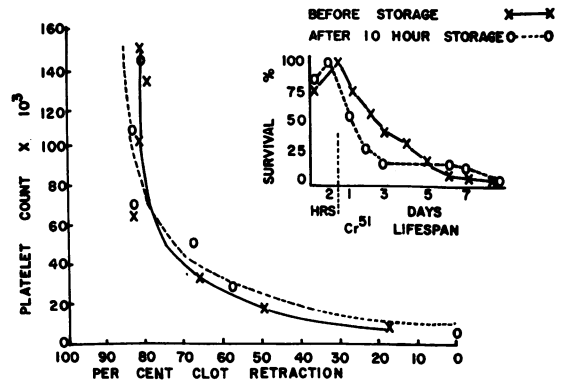 BEFORE STORAGE X—X
AFTER 10 HOUR STORAGE O----O
160
140
120
100
80
60
40
20
0
PLATELET COUNT X 10³
100 90 80 70 60 50 40 30 20 10 0
PER CENT CLOT RETRACTION
100
75
50
25
0
% SURVIVAL
2 1 3 5 7
HRS DAYS
Cr⁵¹ LIFESPAN